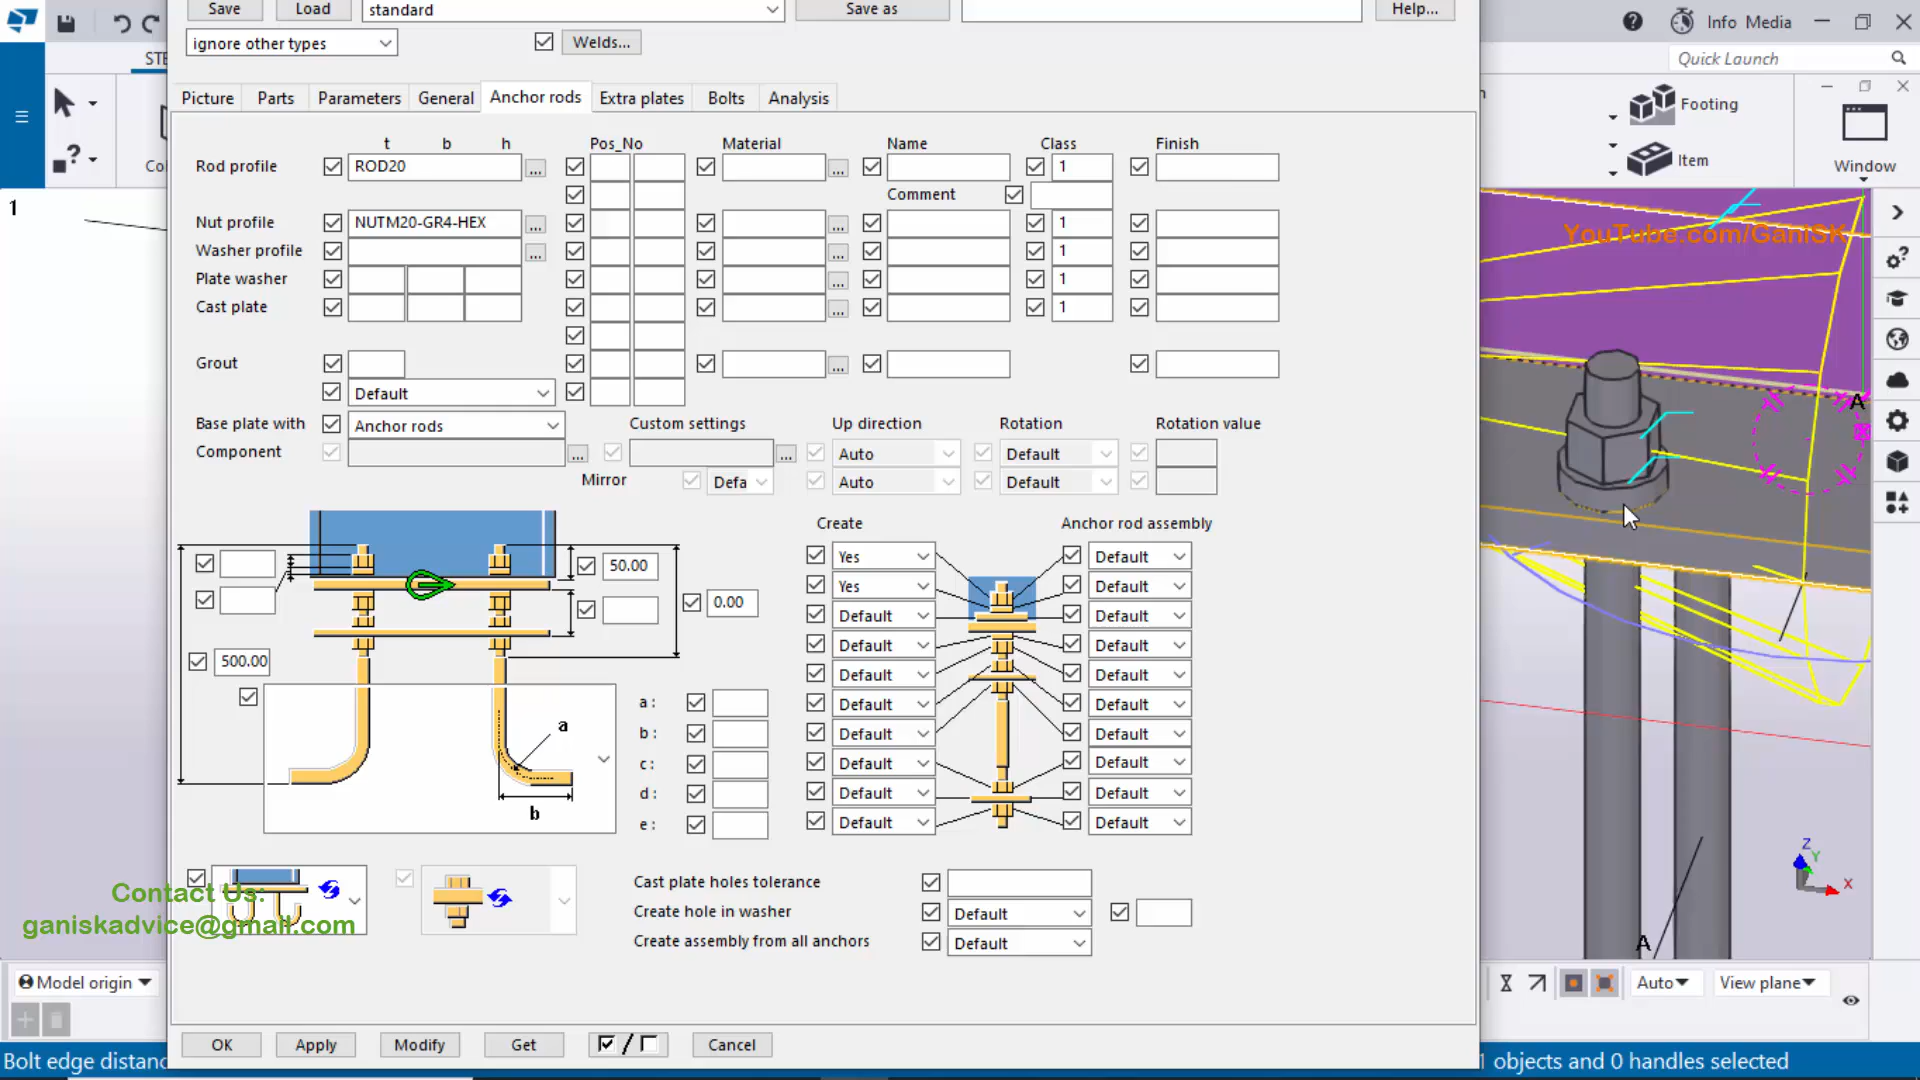 Save Load standard Save as Help...
Info Media
ignore other types Welds...
STE
Quick Launch
Picture Parts Parameters General Anchor rods Extra plates Bolts Analysis
Footing
t b h Pos_No Material Name Class Finish
Rod profile ROD20 1
Item
Col
Window
Comment
1
Nut profile NUTM20-GR4-HEX 1
Washer profile 1
YouTube.com/GaniSK
Plate washer 1
Cast plate 1
Grout
Default
A
Base plate with Anchor rods Custom settings Up direction Rotation Rotation value
Component Auto Default
Mirror Defa Auto Default
Create Anchor rod assembly
Yes Default
50.00
Yes Default
0.00
Default Default
Default Default
500.00
Default Default
a : Default Default
a
b : Default Default
c : Default Default
d : Default Default
b
e : Default Default
Z
Y
X
Cast plate holes tolerance
Contact Us:
Create hole in washer Default
ganiskadvice@gmail.com
Create assembly from all anchors Default
A
Model origin
Auto View plane
OK Apply Modify Get / Cancel
Bolt edge distanc
1 objects and 0 handles selected